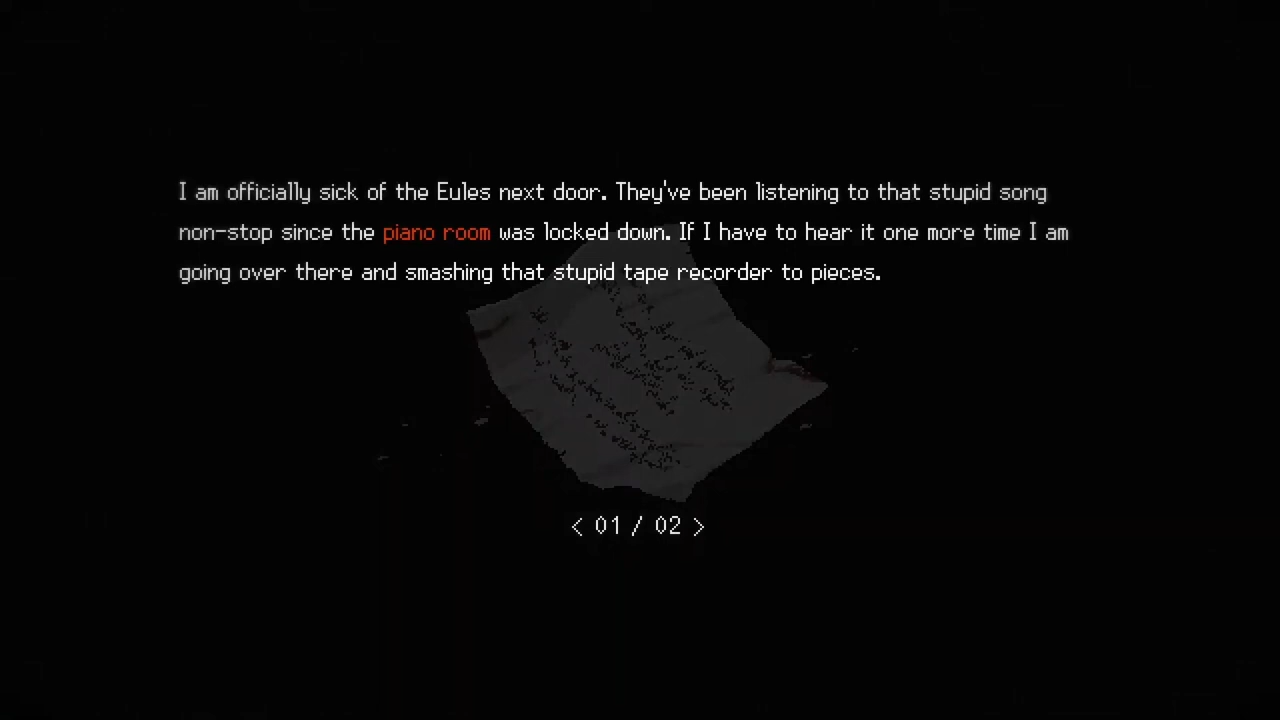 I am officially sick of the Eules next door. They've been listening to that stupid song
non-stop since the piano room was locked down. If I have to hear it one more time I am
going over there and smashing that stupid tape recorder to pieces.
< 01 / 02 >